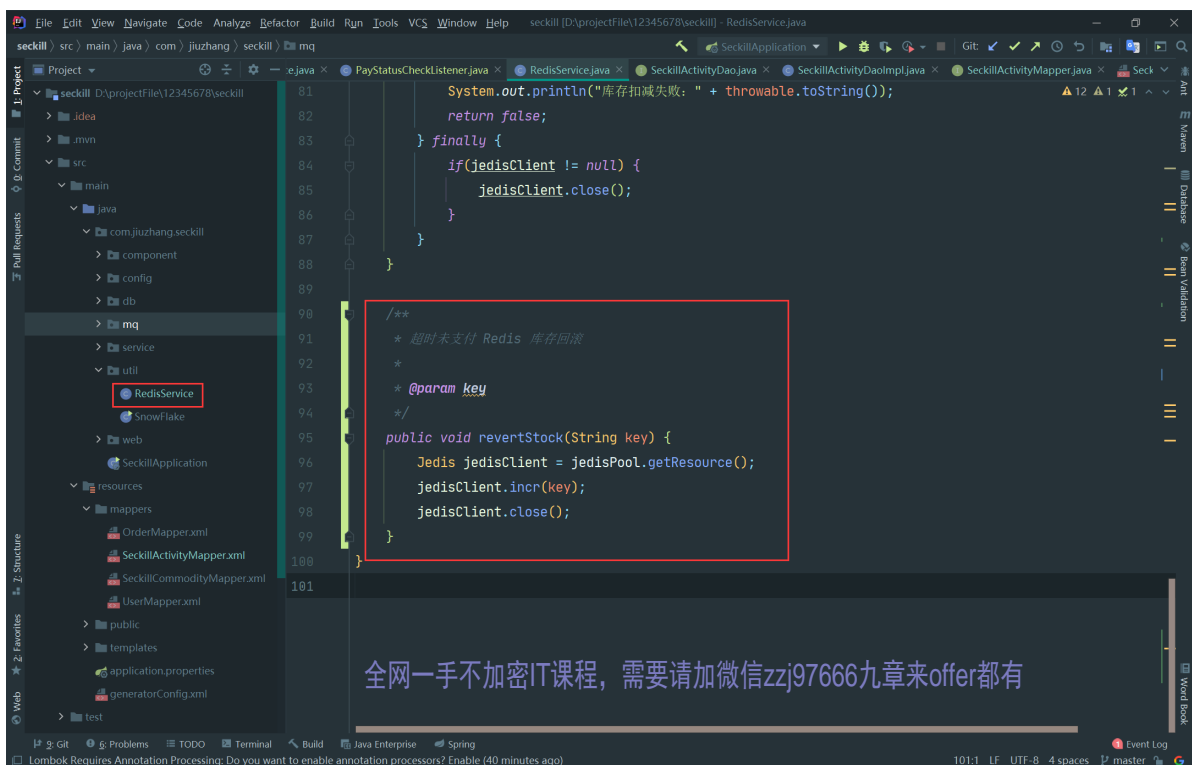 File Edit View Navigate Code Analyze Refactor Build Run Tools VCS Window Help seckill [D:\projectFile\12345678\seckill] - RedisService.java
seckill 〉 src 〉 main 〉 java 〉 com 〉 jiuzhang 〉 seckill 〉 mq
SeckillApplication
Git:
Project
PayStatusCheckListener.java
RedisService.java
SeckillActivityDao.java
SeckillActivityDaoImpl.java
SeckillActivityMapper.java
Seck
1: Project
0: Commit
Pull Requests
Z: Structure
2: Favorites
Web
seckill D:\projectFile\12345678\seckill
.idea
.mvn
src
main
java
com.jiuzhang.seckill
component
config
db
mq
service
util
RedisService
SnowFlake
web
SeckillApplication
resources
mappers
OrderMapper.xml
SeckillActivityMapper.xml
SeckillCommodityMapper.xml
UserMapper.xml
public
templates
application.properties
generatorConfig.xml
test
12 1 1
81 System.out.println("库存扣减失败: " + throwable.toString());
82 return false;
83 } finally {
84 if(jedisClient != null) {
85 jedisClient.close();
86 }
87 }
88 }
89
90 /**
91 * 超时未支付 Redis 库存回滚
92 *
93 * @param key
94 */
95 public void revertStock(String key) {
96 Jedis jedisClient = jedisPool.getResource();
97 jedisClient.incr(key);
98 jedisClient.close();
99 }
100 }
101
全网一手不加密IT课程，需要请加微信zzj97666九章来offer都有
Ant
Maven
Database
Bean Validation
Word Book
9: Git 6: Problems TODO Terminal Build Java Enterprise Spring 1 Event Log
Lombok Requires Annotation Processing: Do you want to enable annotation processors? Enable (40 minutes ago) 101:1 LF UTF-8 4 spaces master